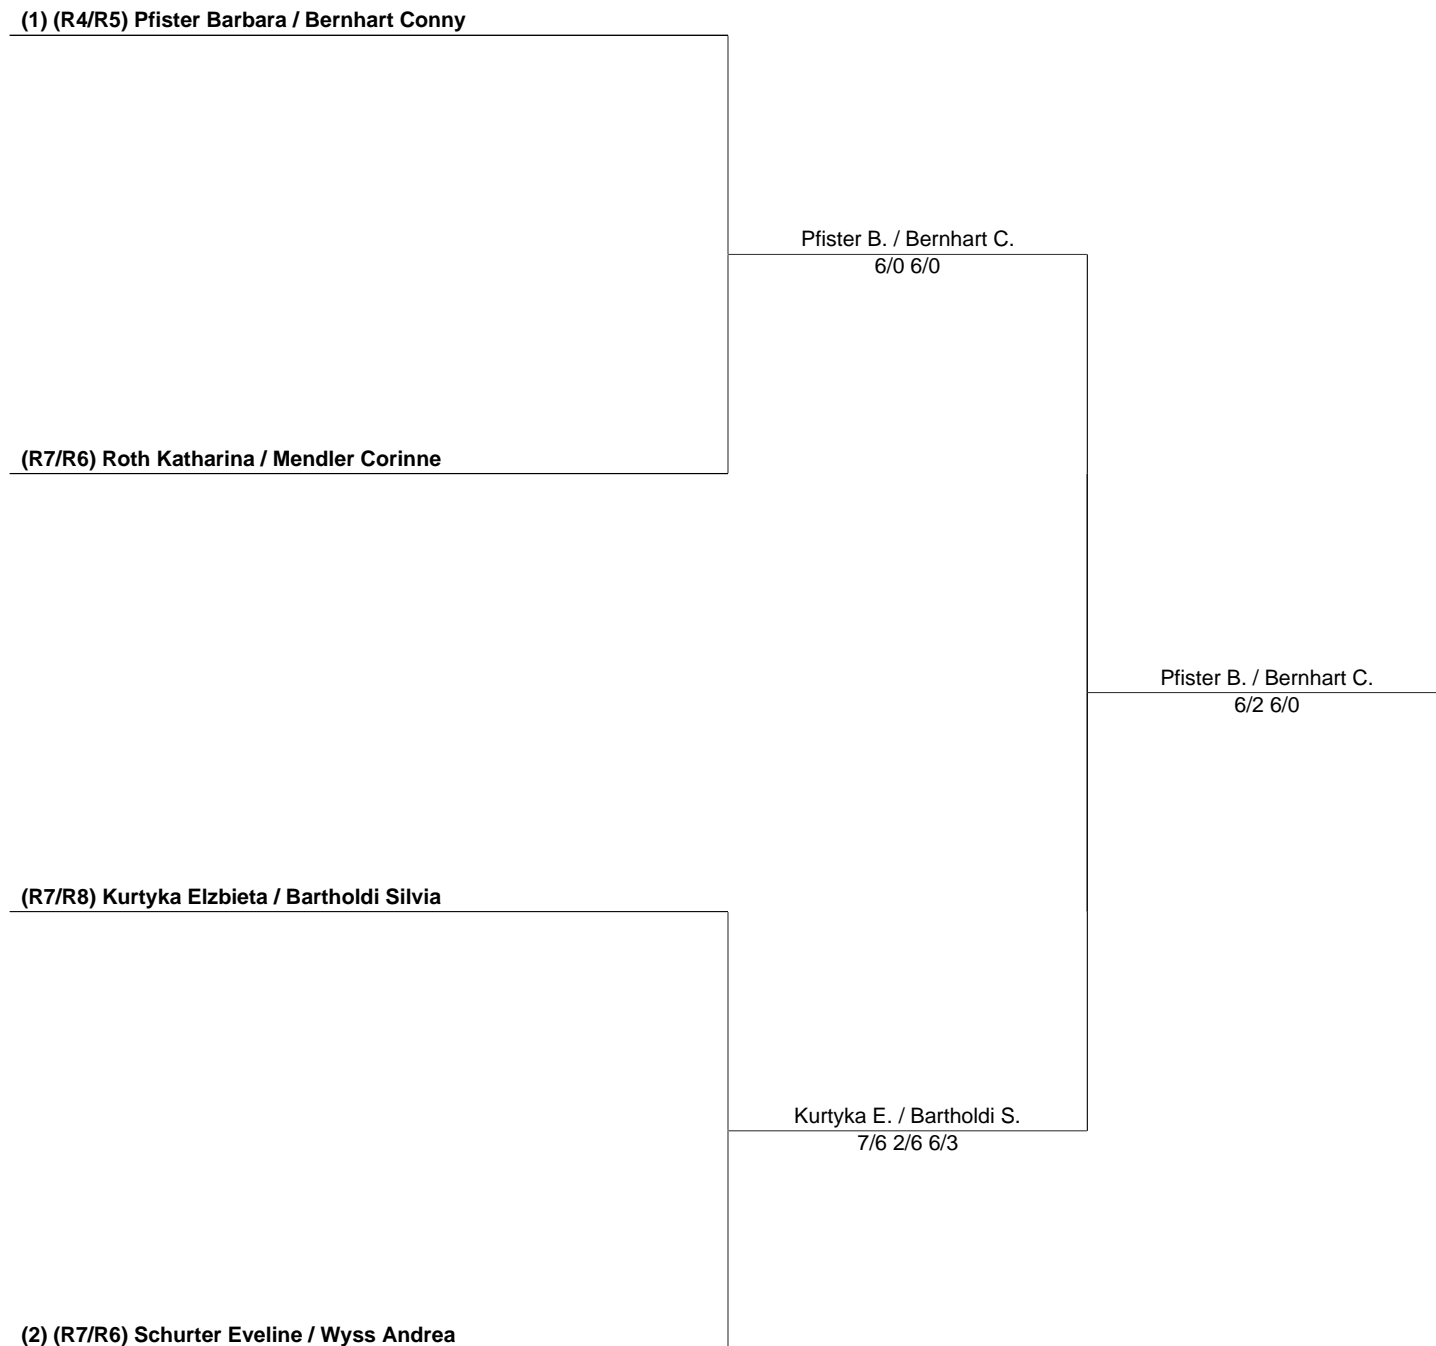 (1) (R4/R5) Pfister Barbara / Bernhart Conny
Pfister B. / Bernhart C.
6/0 6/0
(R7/R6) Roth Katharina / Mendler Corinne
Pfister B. / Bernhart C.
6/2 6/0
(R7/R8) Kurtyka Elzbieta / Bartholdi Silvia
Kurtyka E. / Bartholdi S.
7/6 2/6 6/3
(2) (R7/R6) Schurter Eveline / Wyss Andrea